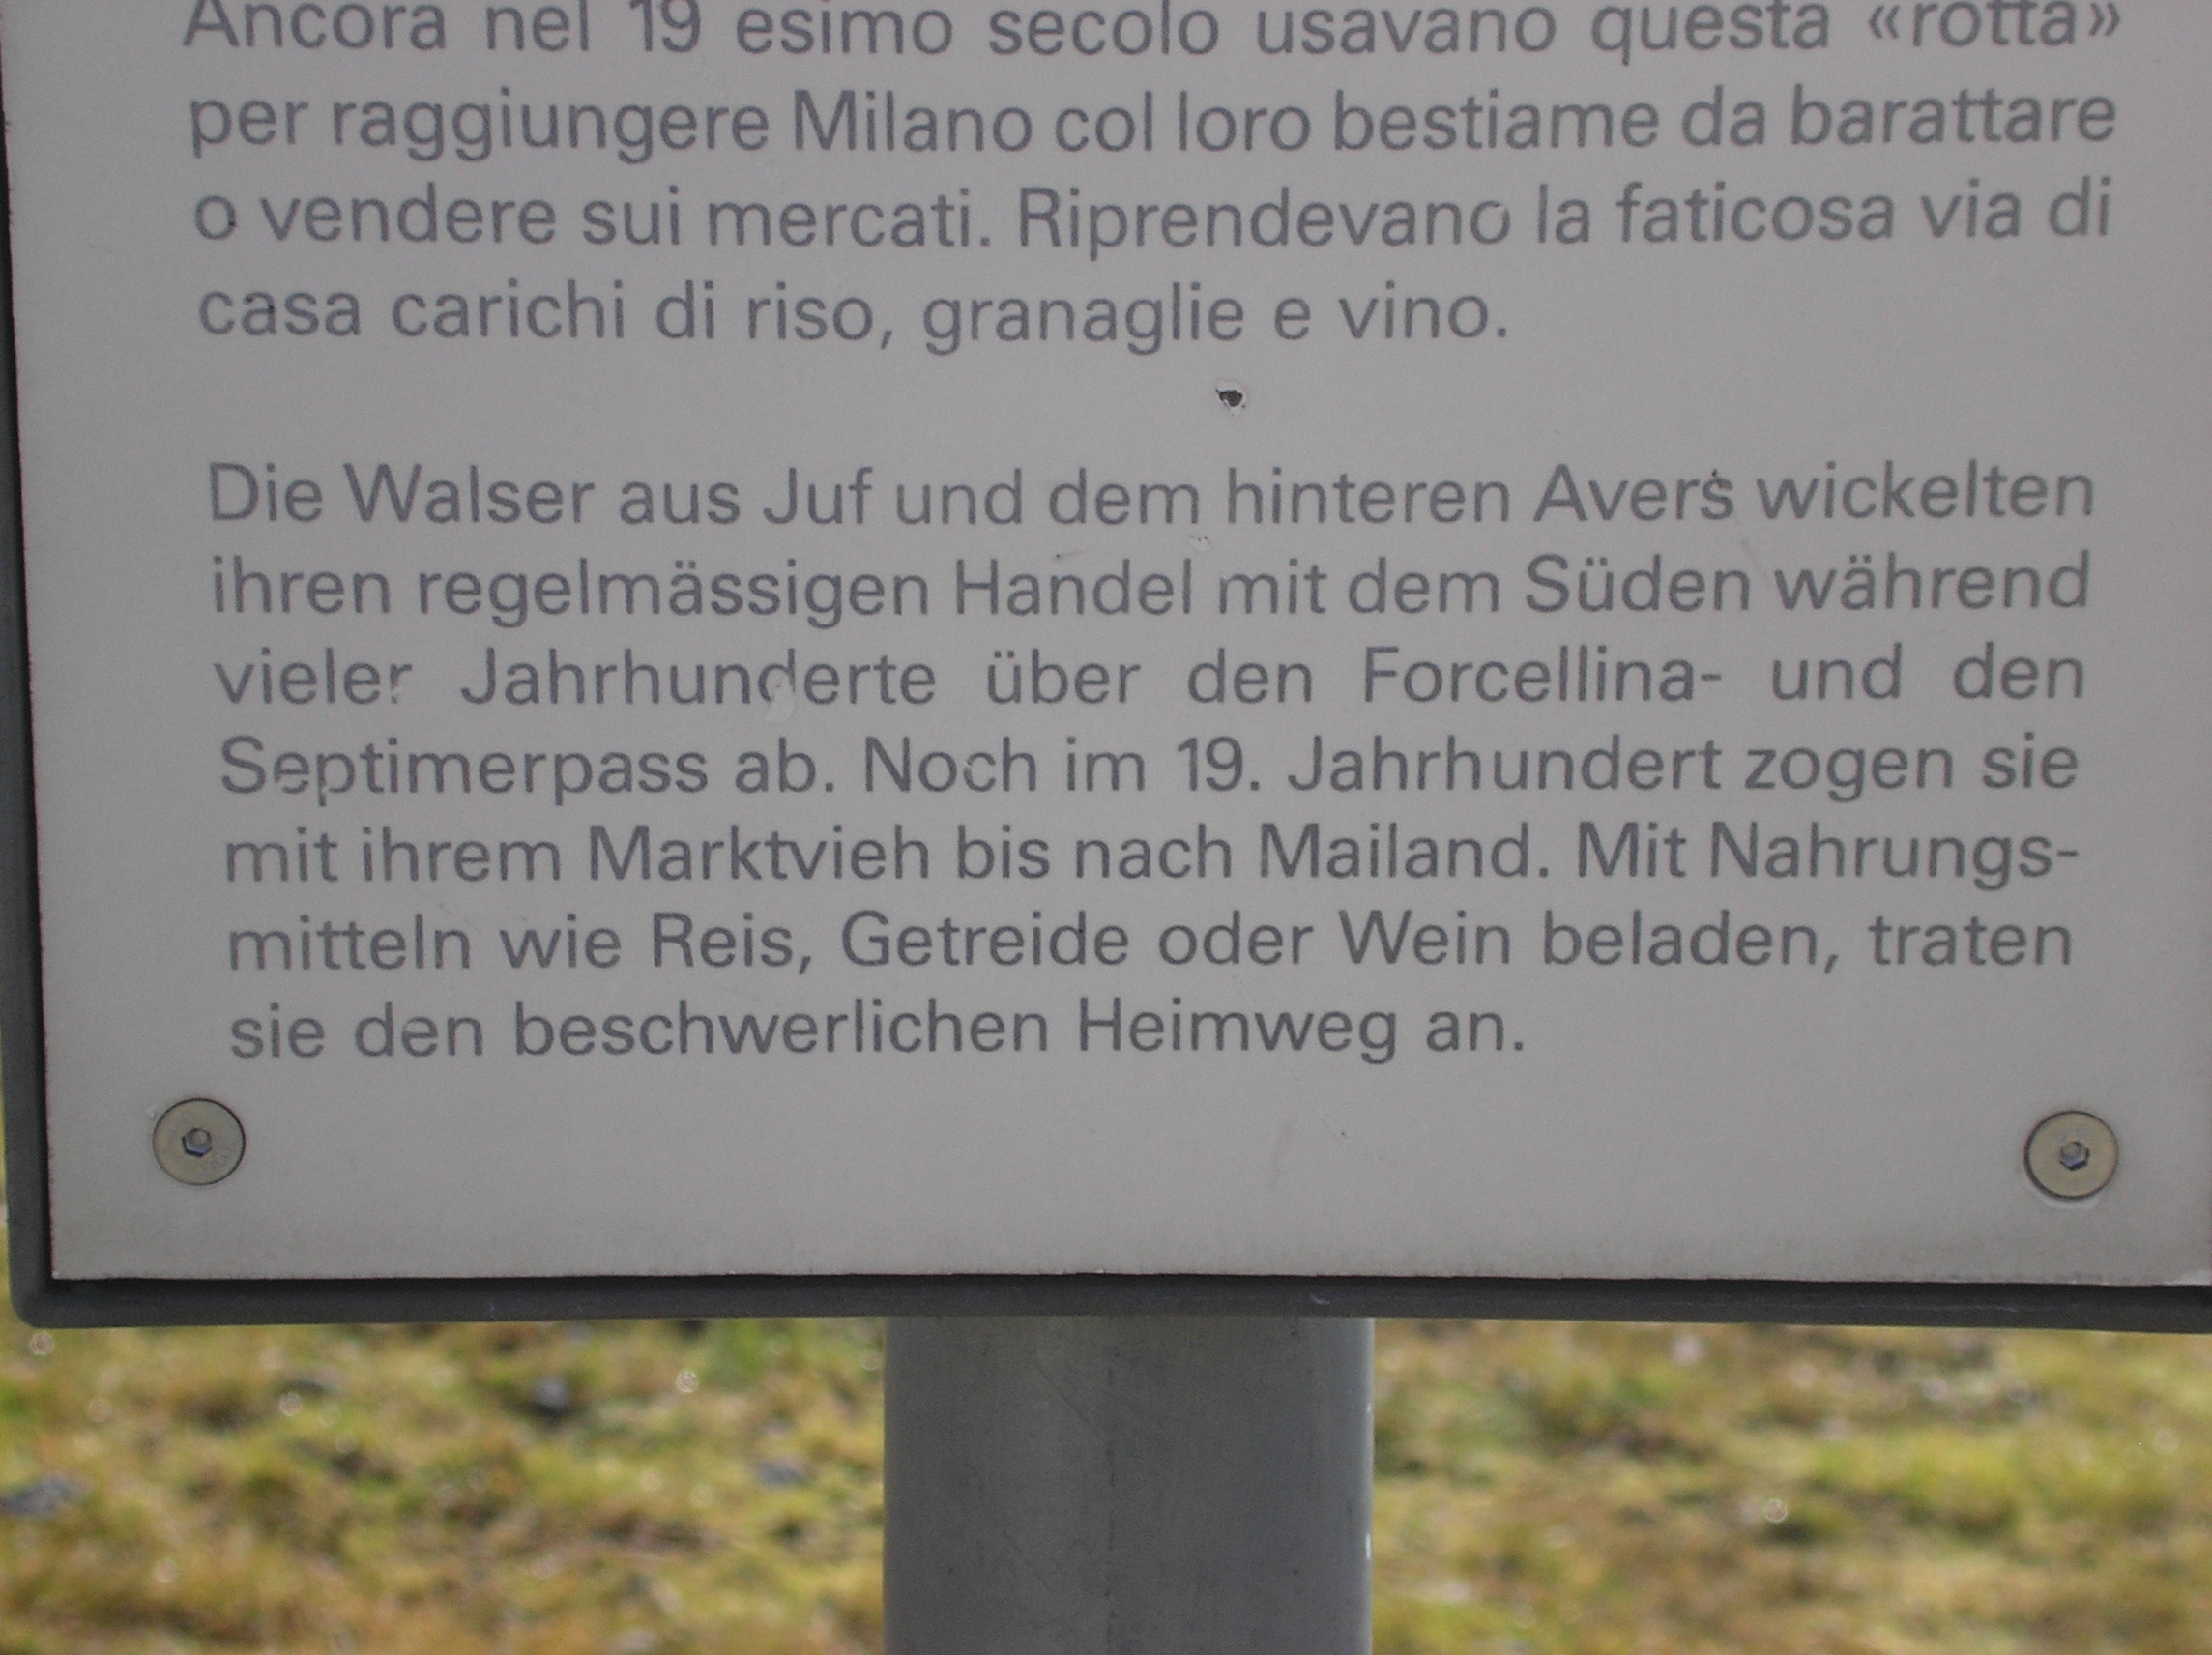 Ancora nel 19 esimo secolo usavano questa «rotta»
per raggiungere Milano col loro bestiame da barattare
o vendere sui mercati. Riprendevano la faticosa via di
casa carichi di riso, granaglie e vino.
Die Walser aus Juf und dem hinteren Avers wickelten
ihren regelmässigen Handel mit dem Süden während
vieler Jahrhunderte über den Forcellina- und den
Septimerpass ab. Noch im 19. Jahrhundert zogen sie
mit ihrem Marktvieh bis nach Mailand. Mit Nahrungs-
mitteln wie Reis, Getreide oder Wein beladen, traten
sie den beschwerlichen Heimweg an.